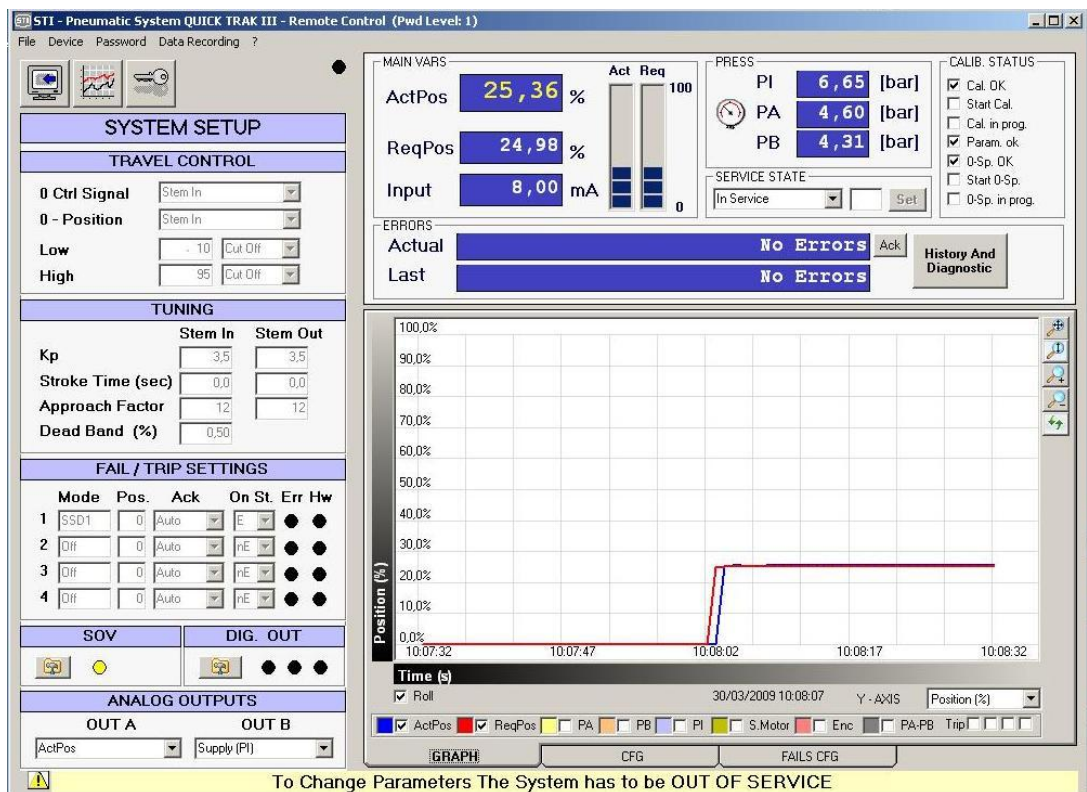 STI - Pneumatic System QUICK TRAK III - Remote Control (Pwd Level: 1)
File Device Password Data Recording ?
SYSTEM SETUP
TRAVEL CONTROL
0 Ctrl Signal Stem In
0 - Position Stem In
Low - 10 Cut Off
High 95 Cut Off
TUNING
Stem In Stem Out
Kp 3,5 3,5
Stroke Time (sec) 0,0 0,0
Approach Factor 12 12
Dead Band (%) 0,50
FAIL / TRIP SETTINGS
Mode Pos. Ack On St. Err Hw
1 SSD1 0 Auto E
2 Off 0 Auto nE
3 Off 0 Auto nE
4 Off 0 Auto nE
SOV DIG. OUT
ANALOG OUTPUTS
OUT A OUT B
ActPos Supply (PI)
MAIN VARS
Act Req
100
ActPos 25,36 %
ReqPos 24,98 %
Input 8,00 mA
0
PRESS
PI 6,65 [bar]
PA 4,60 [bar]
PB 4,31 [bar]
SERVICE STATE
In Service Set
CALIB. STATUS
Cal. OK
Start Cal.
Cal. in prog.
Param. ok
0-Sp. OK
Start 0-Sp.
0-Sp. in prog.
ERRORS
Actual No Errors Ack
Last No Errors
History And
Diagnostic
100,0%
90,0%
80,0%
70,0%
60,0%
50,0%
40,0%
30,0%
20,0%
10,0%
0,0%
Position (%)
10:07:32 10:07:47 10:08:02 10:08:17 10:08:32
Time (s)
Roll 30/03/2009 10:08:07 Y - AXIS Position (%)
ActPos ReqPos PA PB PI S.Motor Enc PA-PB Trip
GRAPH CFG FAILS CFG
To Change Parameters The System has to be OUT OF SERVICE